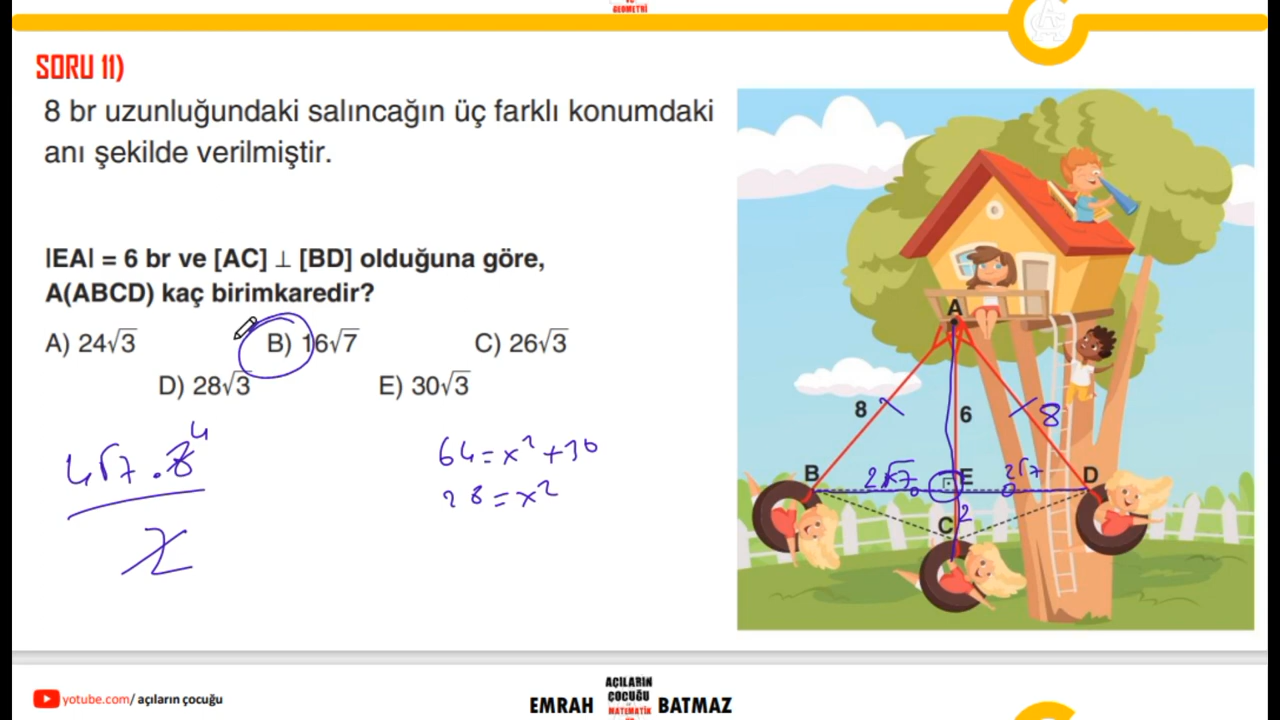 GEOMETRİ
SORU 11)
8 br uzunluğundaki salıncağın üç farklı konumdaki
anı şekilde verilmiştir.
|EA| = 6 br ve [AC] ⊥ [BD] olduğuna göre,
A(ABCD) kaç birimkaredir?
A) 24√3 B) 16√7 C) 26√3
D) 28√3 E) 30√3
4√7 . 8 4
2
64 = x² + 36
28 = x²
A
8 6 8
B 2√7 E 2√7 D
C 2
yotube.com/ açıların çocuğu
EMRAH AÇILARIN ÇOCUĞU MATEMATİK BATMAZ